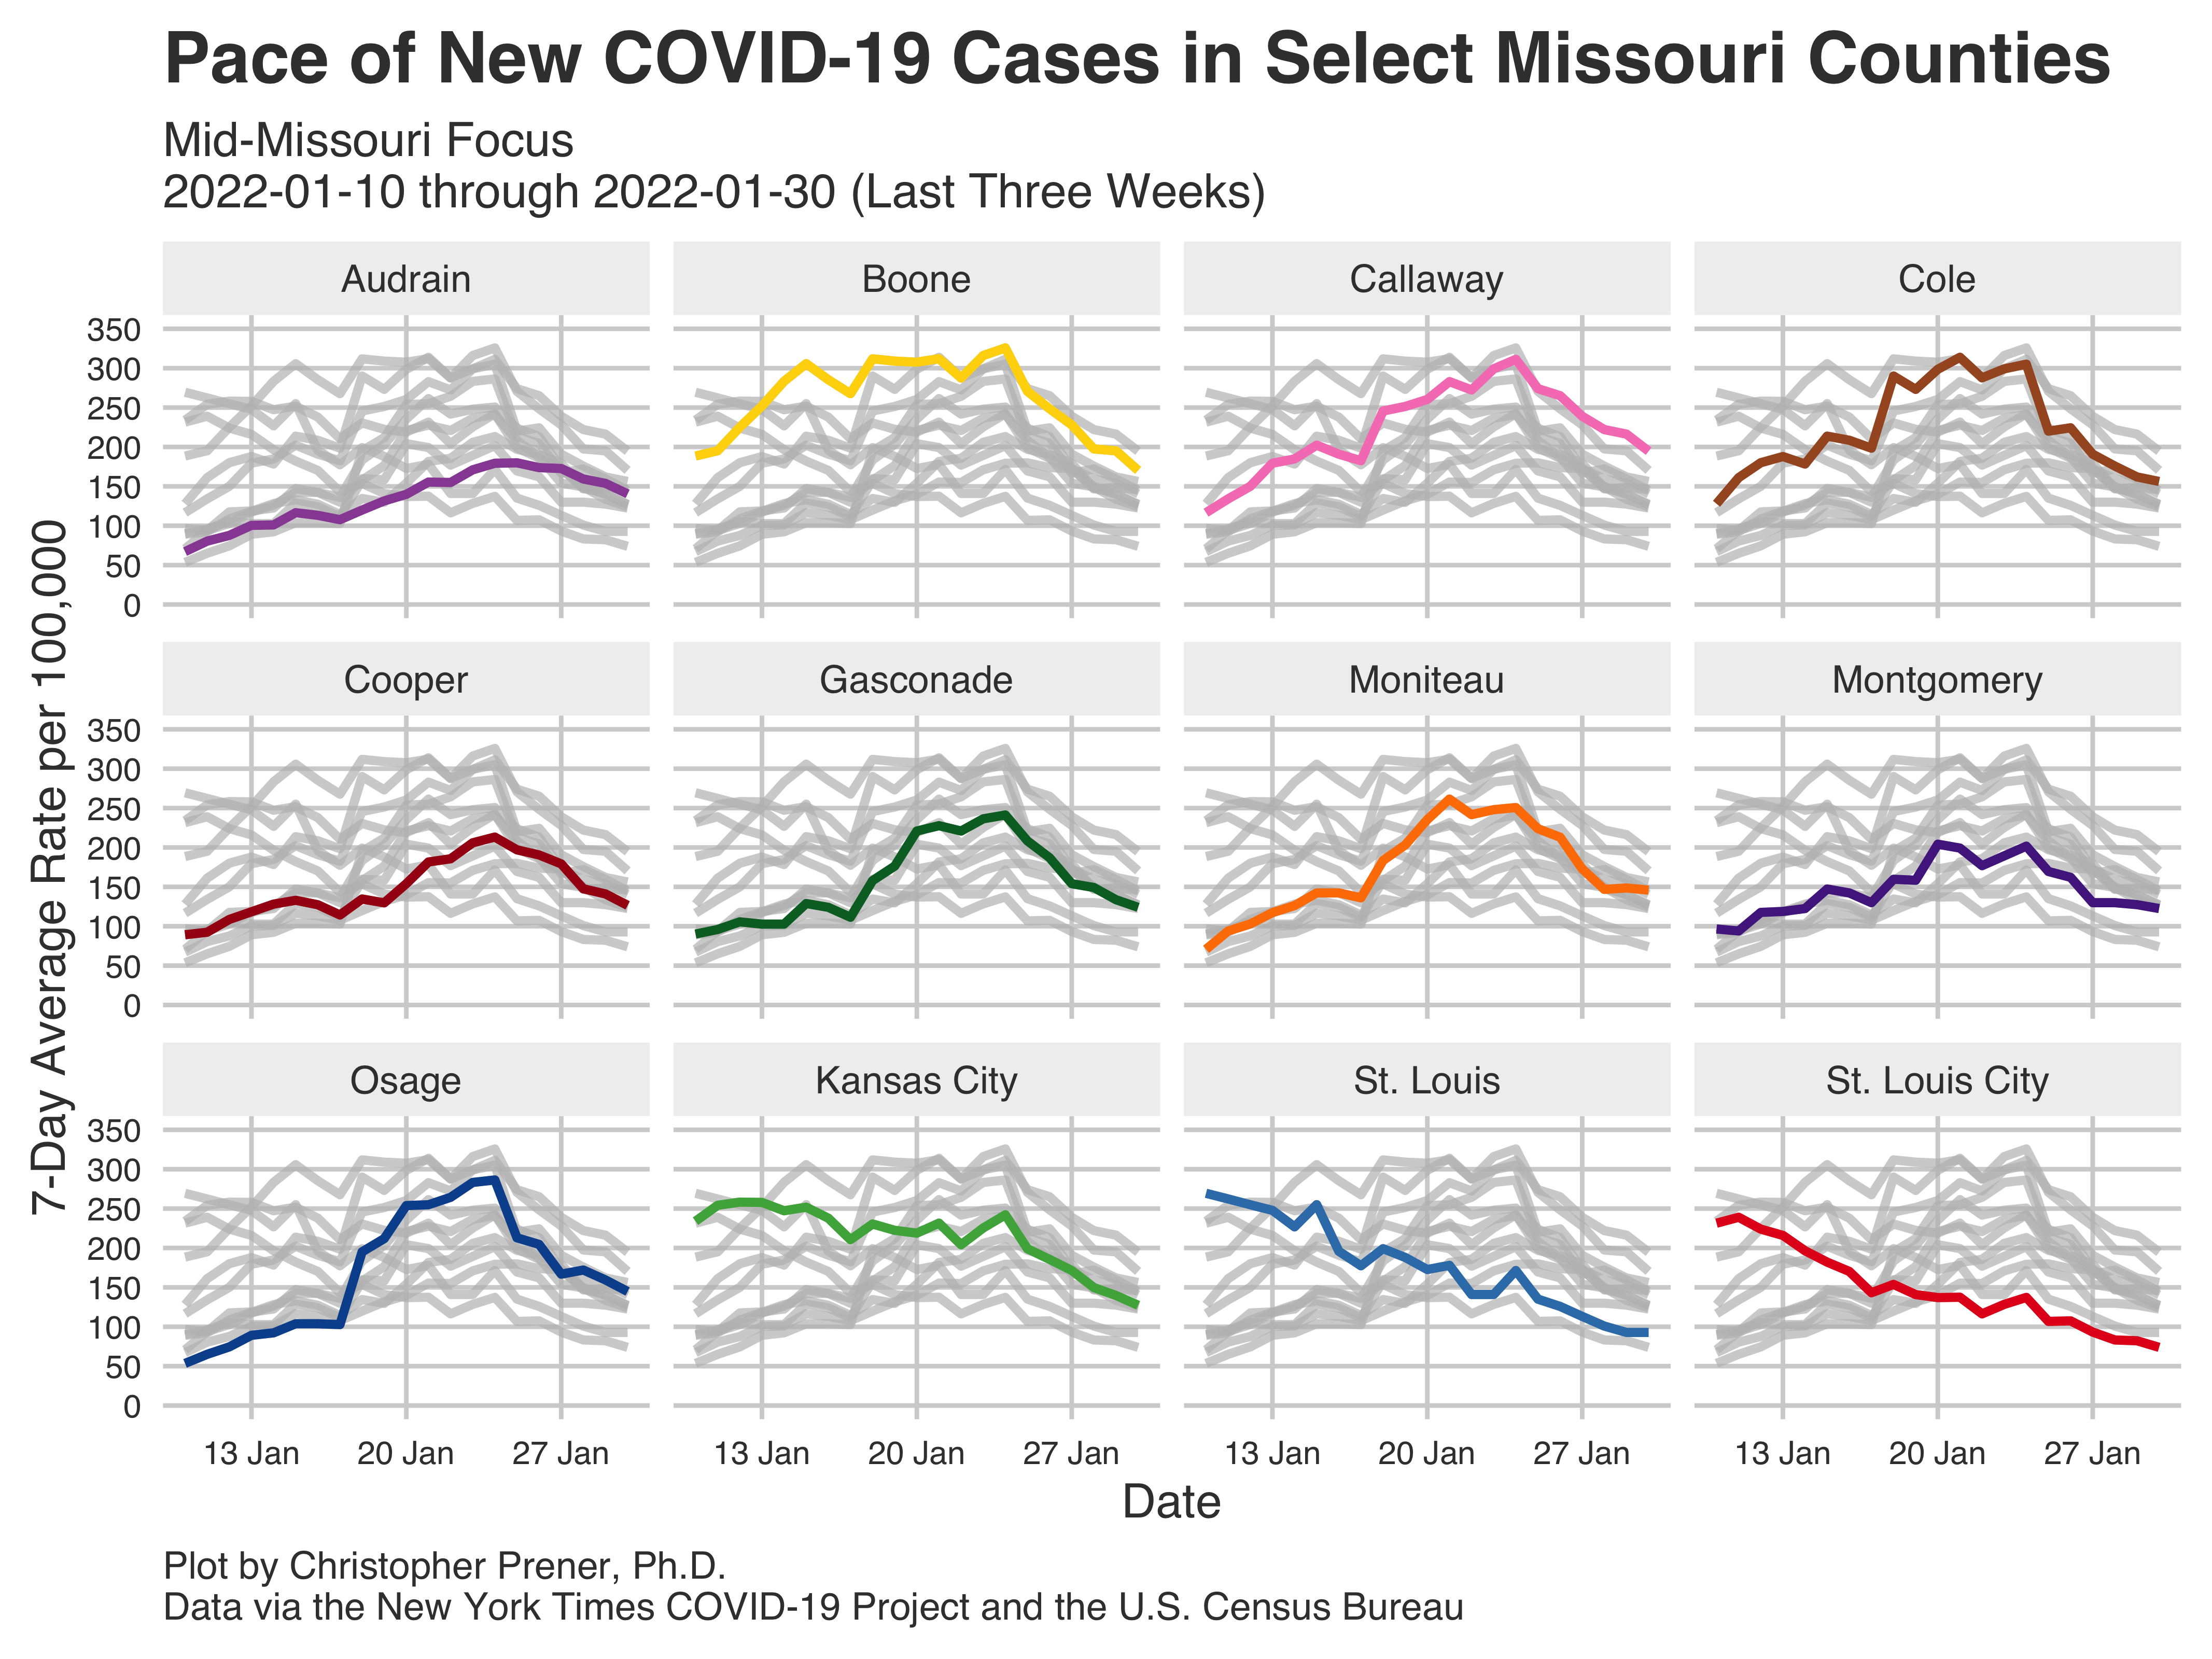 Pace of New COVID-19 Cases in Select Missouri Counties
Mid-Missouri Focus
2022-01-10 through 2022-01-30 (Last Three Weeks)
7-Day Average Rate per 100,000
Audrain
Boone
Callaway
Cole
350
300
250
200
150
100
50
0
Cooper
Gasconade
Moniteau
Montgomery
350
300
250
200
150
100
50
0
Osage
Kansas City
St. Louis
St. Louis City
350
300
250
200
150
100
50
0
13 Jan
20 Jan
27 Jan
13 Jan
20 Jan
27 Jan
13 Jan
20 Jan
27 Jan
13 Jan
20 Jan
27 Jan
Date
Plot by Christopher Prener, Ph.D.
Data via the New York Times COVID-19 Project and the U.S. Census Bureau